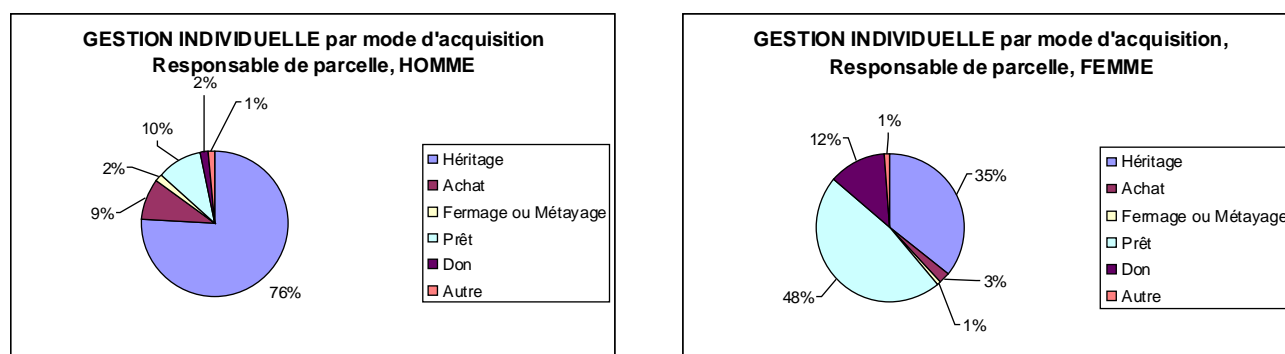 GESTION INDIVIDUELLE par mode d'acquisition
Responsable de parcelle, HOMME
2%
1%
10%
2%
9%
76%
Héritage
Achat
Fermage ou Métayage
Prêt
Don
Autre
GESTION INDIVIDUELLE par mode d'acquisition,
Responsable de parcelle, FEMME
1%
12%
35%
48%
3%
1%
Héritage
Achat
Fermage ou Métayage
Prêt
Don
Autre